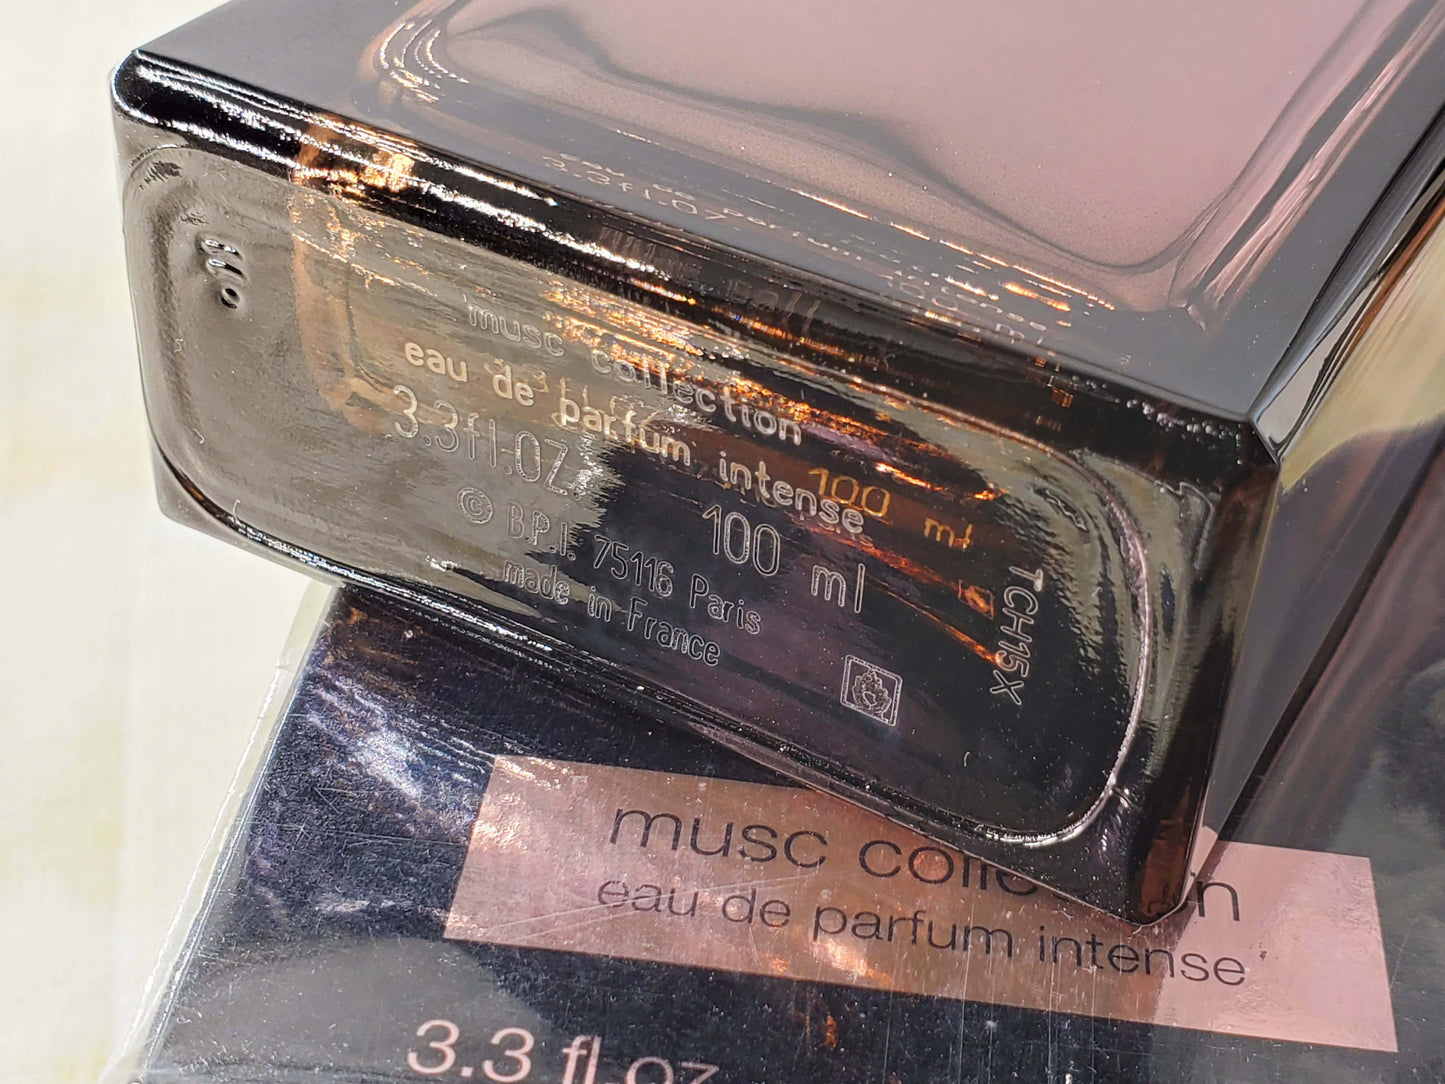 musc collection
eau de parfum intense
3.3fl.oz. 100 ml
© B.P.I. 75116 Paris
made in France
TCH15X
musc collection
eau de parfum intense
3.3 fl.oz